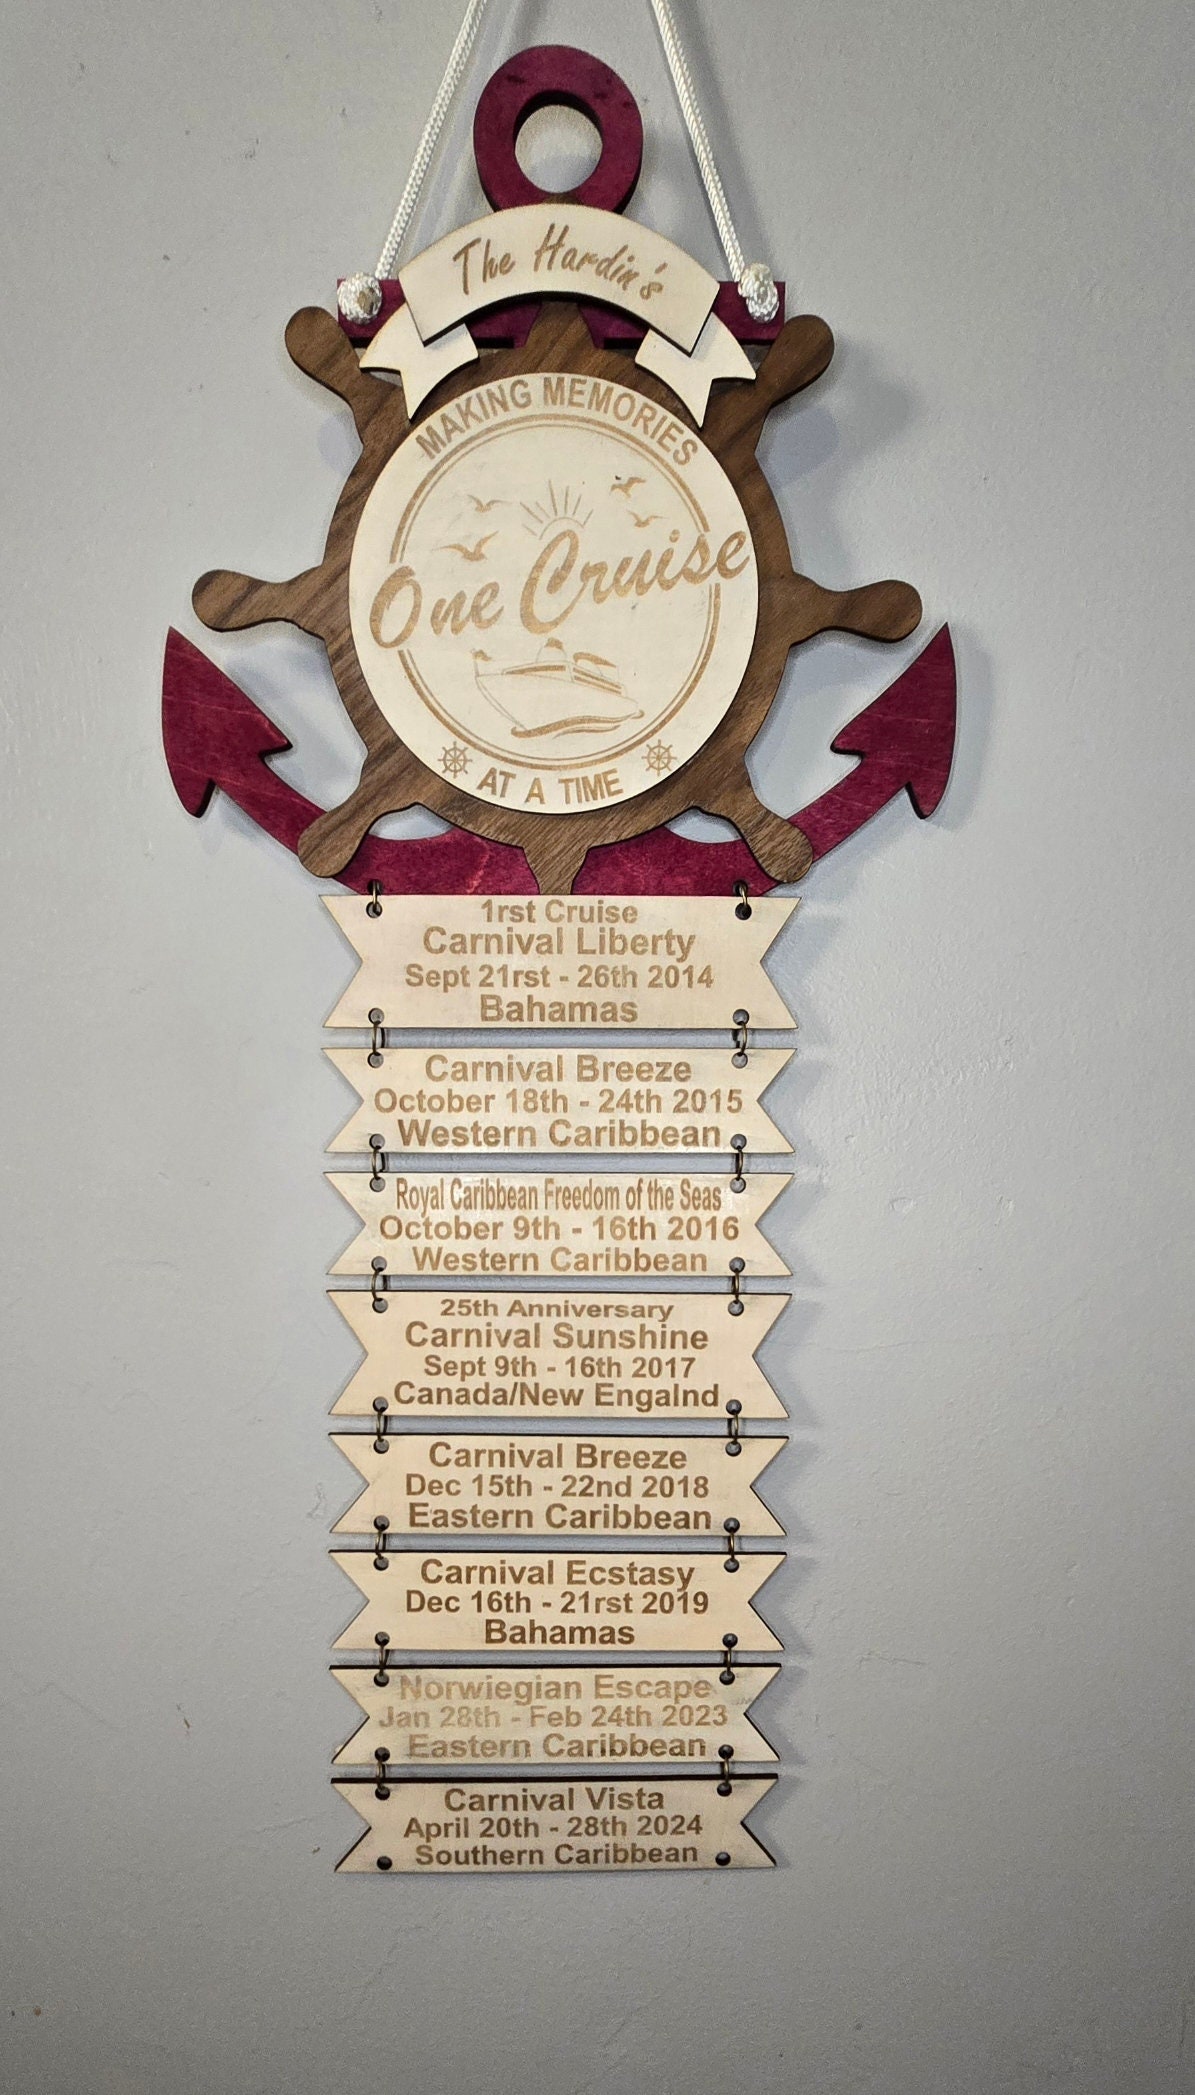 The Hardin's
MAKING MEMORIES
One Cruise
AT A TIME
1rst Cruise
Carnival Liberty
Sept 21rst - 26th 2014
Bahamas
Carnival Breeze
October 18th - 24th 2015
Western Caribbean
Royal Caribbean Freedom of the Seas
October 9th - 16th 2016
Western Caribbean
25th Anniversary
Carnival Sunshine
Sept 9th - 16th 2017
Canada/New Engalnd
Carnival Breeze
Dec 15th - 22nd 2018
Eastern Caribbean
Carnival Ecstasy
Dec 16th - 21rst 2019
Bahamas
Norwiegian Escape
Jan 28th - Feb 24th 2023
Eastern Caribbean
Carnival Vista
April 20th - 28th 2024
Southern Caribbean